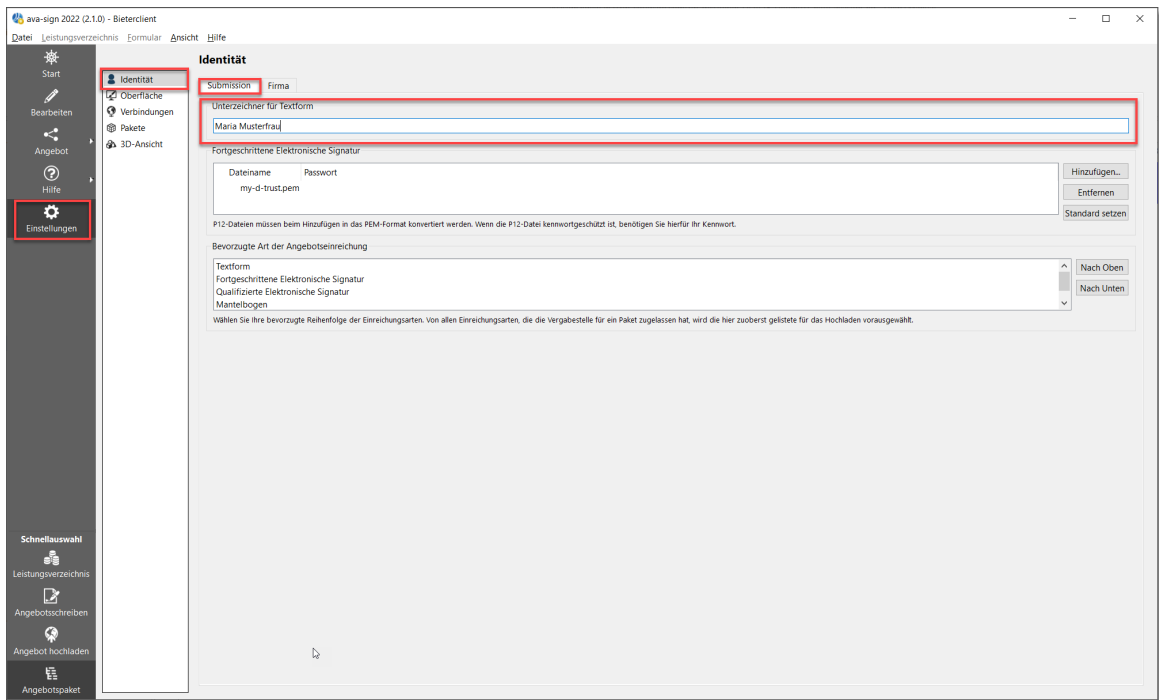 ava-sign 2022 (2.1.0) - Bieterclient
Datei Leistungsverzeichnis Formular Ansicht Hilfe
Start
Bearbeiten
Angebot
Hilfe
Einstellungen
Schnellauswahl
Leistungsverzeichnis
Angebotsschreiben
Angebot hochladen
Angebotspaket
Identität
Oberfläche
Verbindungen
Pakete
3D-Ansicht
Identität
Submission Firma
Unterzeichner für Textform
Maria Musterfrau
Fortgeschrittene Elektronische Signatur
Dateiname Passwort
my-d-trust.pem
Hinzufügen...
Entfernen
Standard setzen
P12-Dateien müssen beim Hinzufügen in das PEM-Format konvertiert werden. Wenn die P12-Datei kennwortgeschützt ist, benötigen Sie hierfür Ihr Kennwort.
Bevorzugte Art der Angebotseinreichung
Textform
Fortgeschrittene Elektronische Signatur
Qualifizierte Elektronische Signatur
Mantelbogen
Nach Oben
Nach Unten
Wählen Sie Ihre bevorzugte Reihenfolge der Einreichungsarten. Von allen Einreichungsarten, die die Vergabestelle für ein Paket zugelassen hat, wird die hier zuoberst gelistete für das Hochladen vorausgewählt.